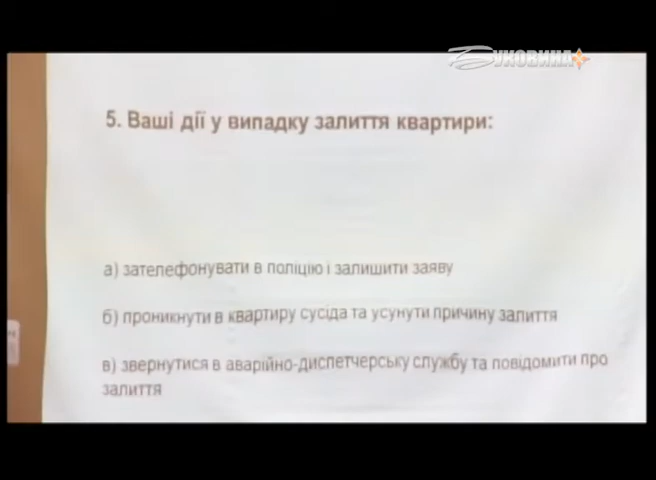 Буковина
5. Ваші дії у випадку залиття квартири:
а) зателефонувати в поліцію і залишити заяву
б) проникнути в квартиру сусіда та усунути причину залиття
в) звернутися в аварійно-диспетчерську службу та повідомити про
залиття